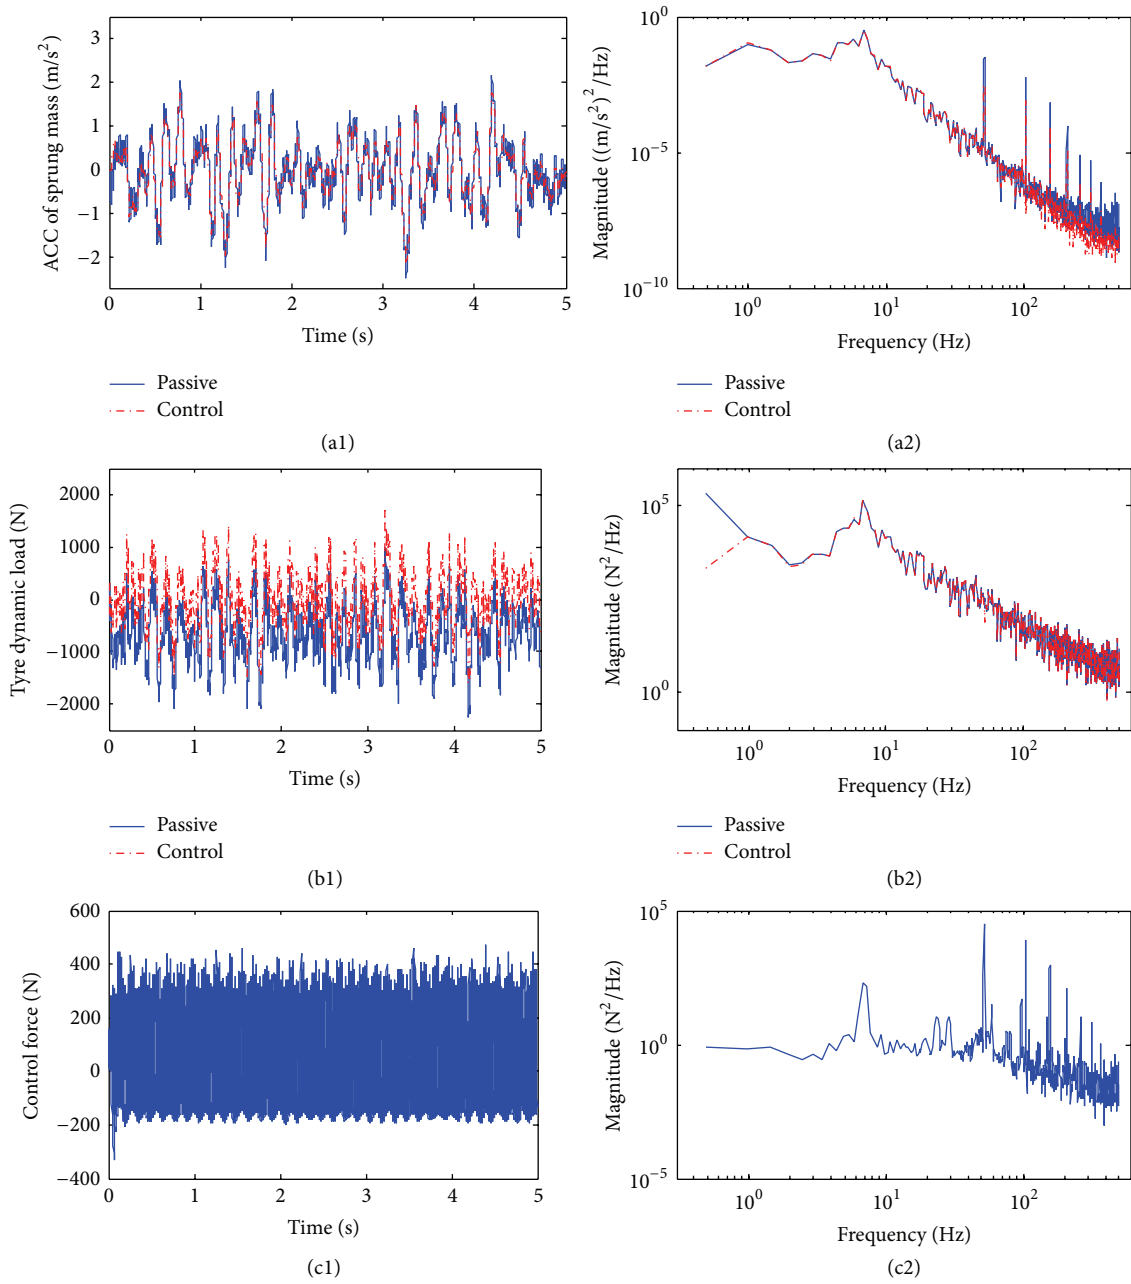 3
2
1
0
−1
−2
ACC of sprung mass (m/s²)
0 1 2 3 4 5
Time (s)
Passive
Control
(a1)
10⁰
10⁻⁵
10⁻¹⁰
Magnitude ((m/s²)²/Hz)
10⁰ 10¹ 10²
Frequency (Hz)
Passive
Control
(a2)
2000
1000
0
−1000
−2000
Tyre dynamic load (N)
0 1 2 3 4 5
Time (s)
Passive
Control
(b1)
10⁵
10⁰
Magnitude (N²/Hz)
10⁰ 10¹ 10²
Frequency (Hz)
Passive
Control
(b2)
600
400
200
0
−200
−400
Control force (N)
0 1 2 3 4 5
Time (s)
(c1)
10⁵
10⁰
10⁻⁵
Magnitude (N²/Hz)
10⁰ 10¹ 10²
Frequency (Hz)
(c2)